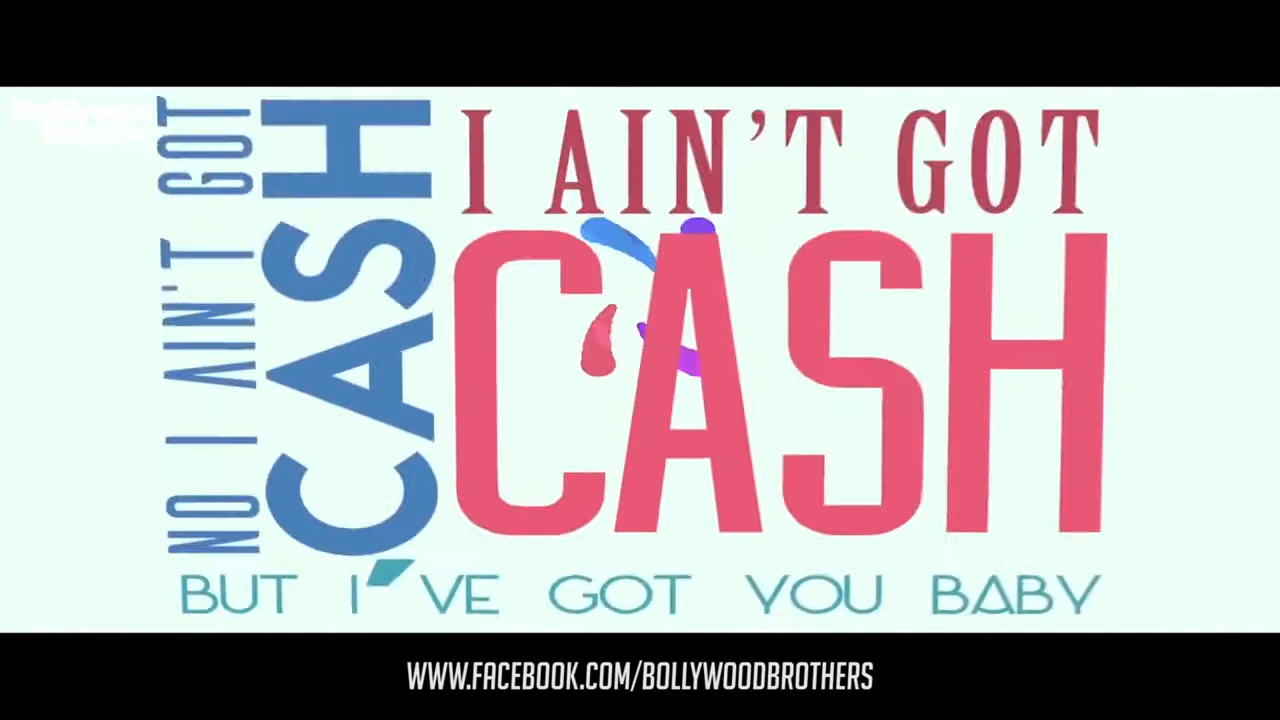 NO I AIN'T GOT
CASH
I AIN'T GOT
CASH
BUT I'VE GOT YOU BABY
WWW.FACEBOOK.COM/BOLLYWOODBROTHERS